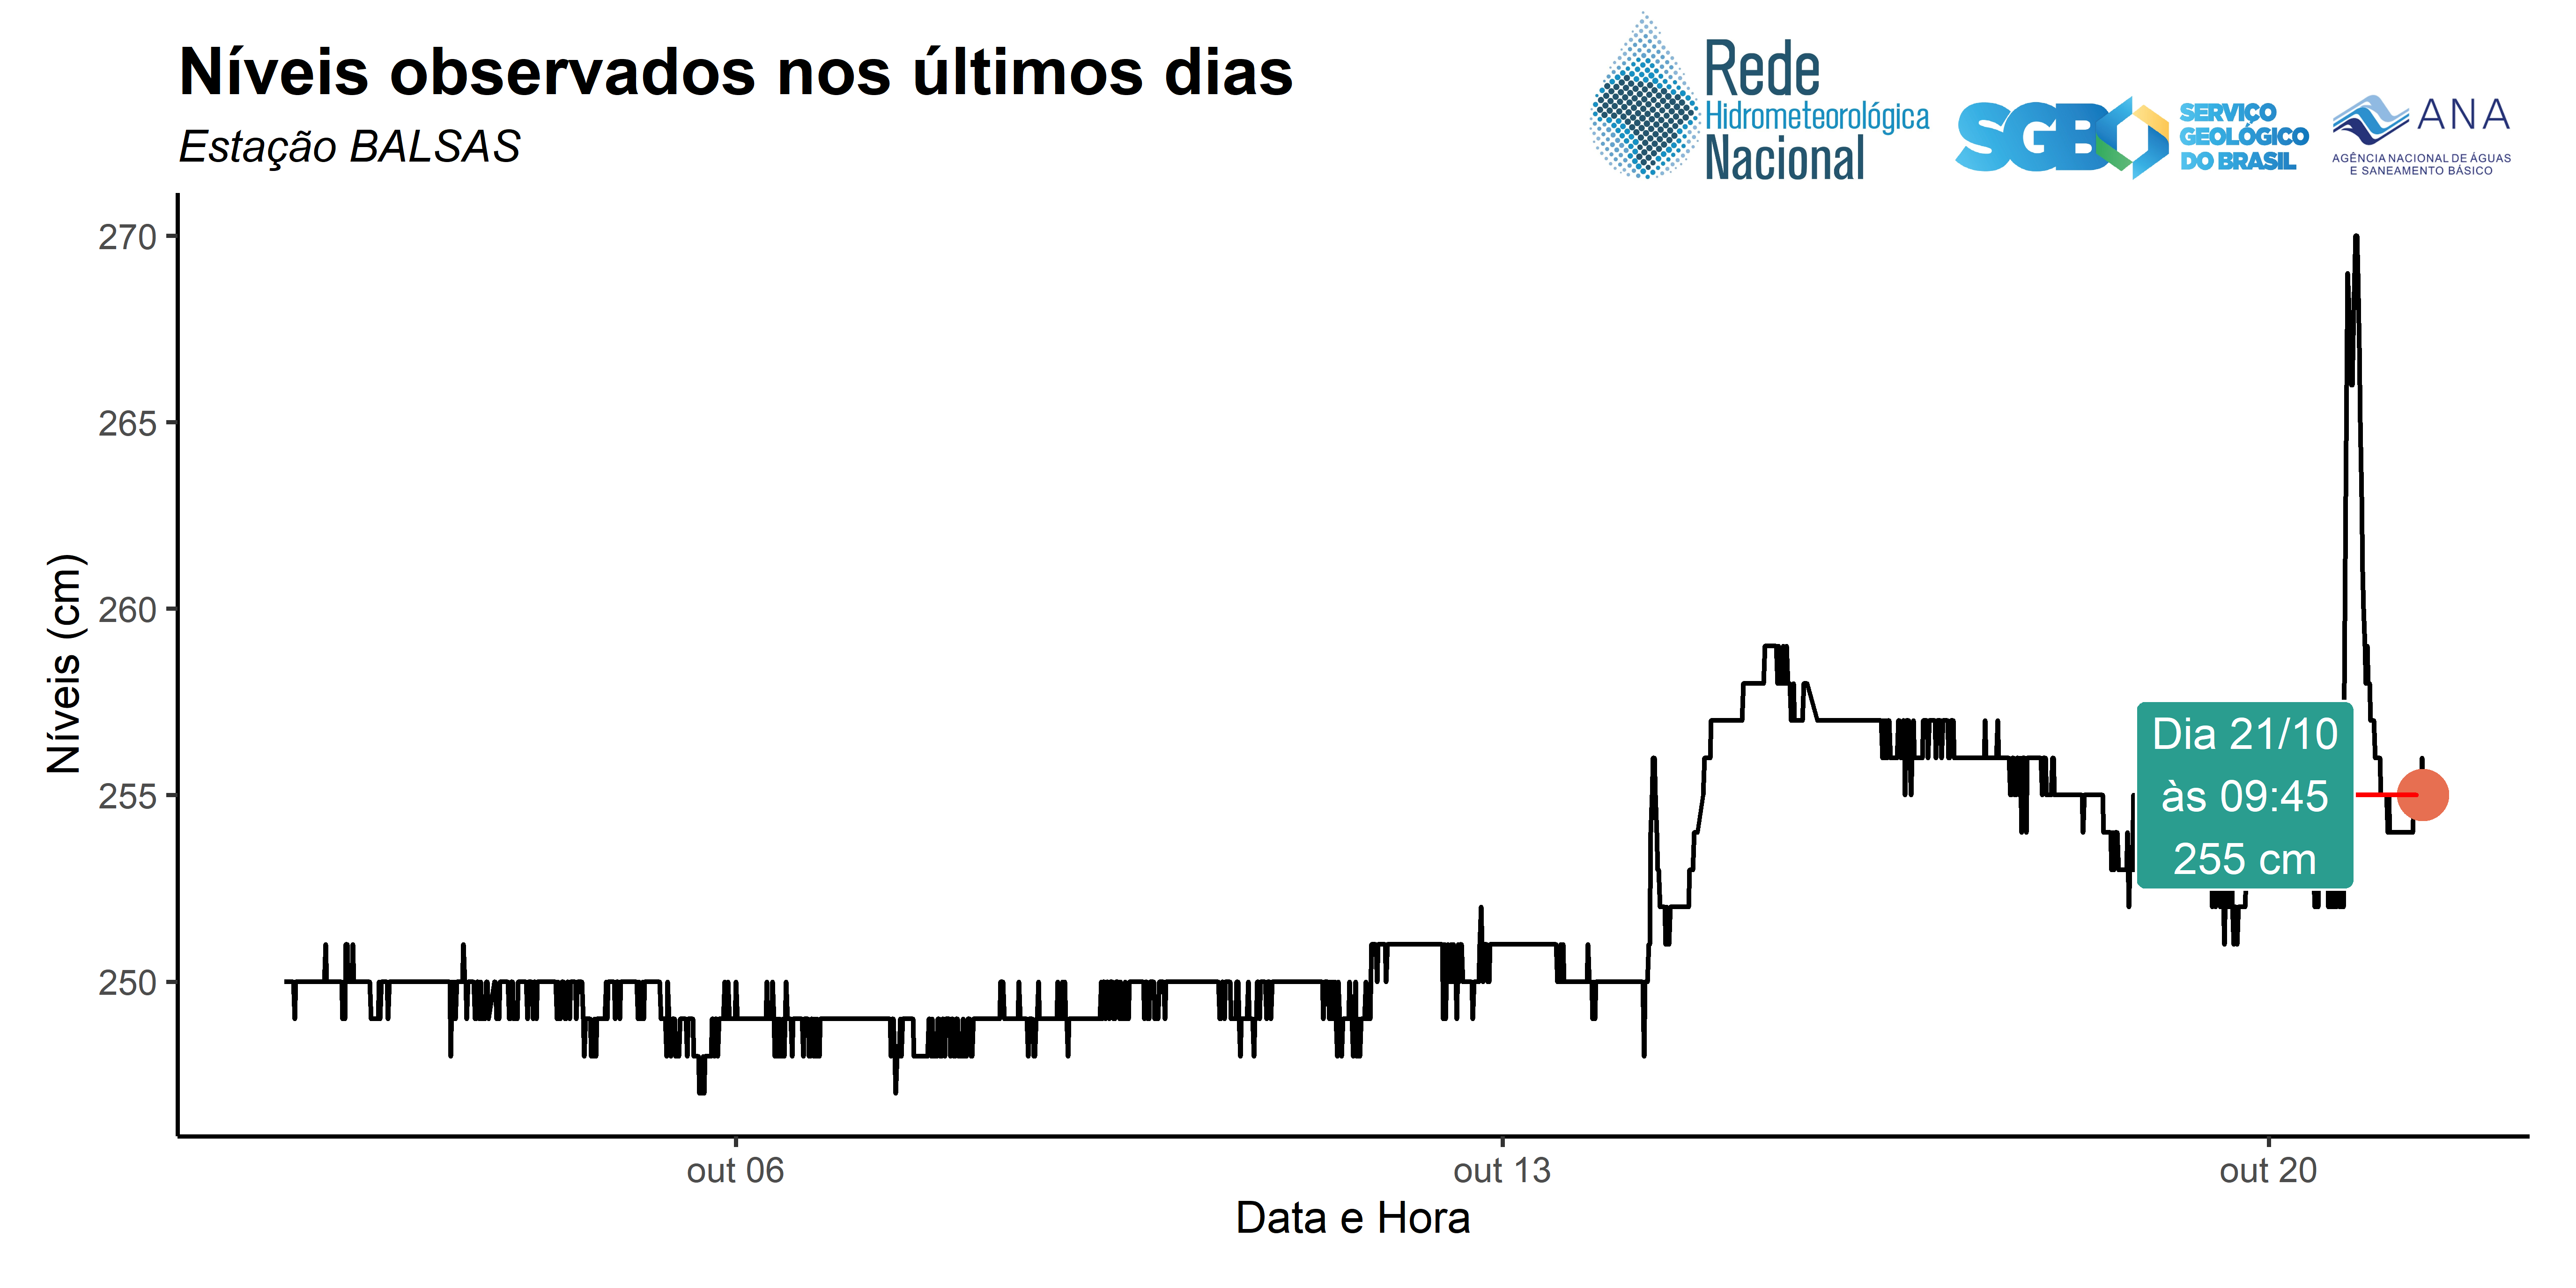 Níveis observados nos últimos dias
Estação BALSAS
Rede
Hidrometeorológica
Nacional
SGB
SERVIÇO
GEOLÓGICO
DO BRASIL
ANA
AGÊNCIA NACIONAL DE ÁGUAS
E SANEAMENTO BÁSICO
270
265
260
255
250
Níveis (cm)
Dia 21/10
às 09:45
255 cm
out 06
out 13
out 20
Data e Hora